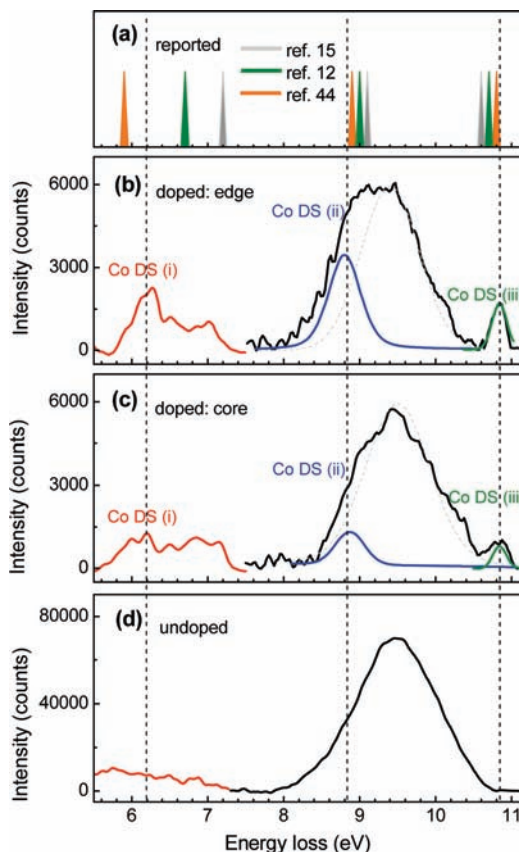 (a) reported
ref. 15
ref. 12
ref. 44
6000
3000
0
Intensity (counts)
(b) doped: edge
Co DS (i)
Co DS (ii)
Co DS (iii
6000
3000
0
Intensity (counts)
(c) doped: core
Co DS (i)
Co DS (ii)
Co DS (iii
80000
40000
0
Intensity (counts)
(d) undoped
6 7 8 9 10 11
Energy loss (eV)